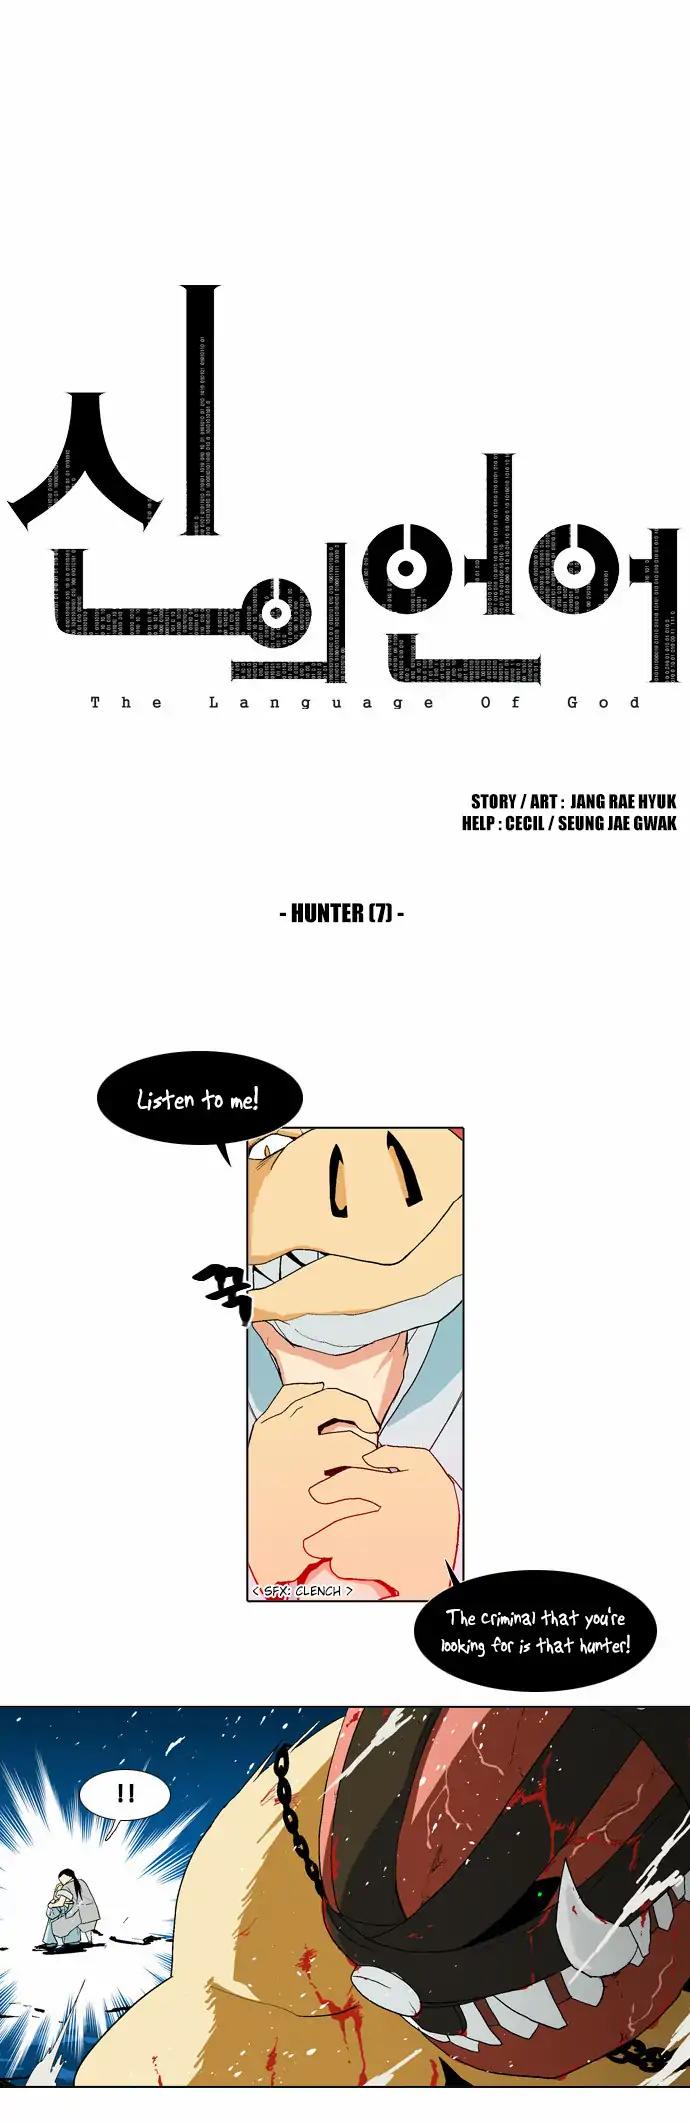 신의 언어
The Language Of God
STORY / ART : JANG RAE HYUK
HELP : CECIL / SEUNG JAE GWAK
- HUNTER (7) -
Listen to me!
꾹
< SFX: CLENCH >
The criminal that you're
looking for is that hunter!
!!